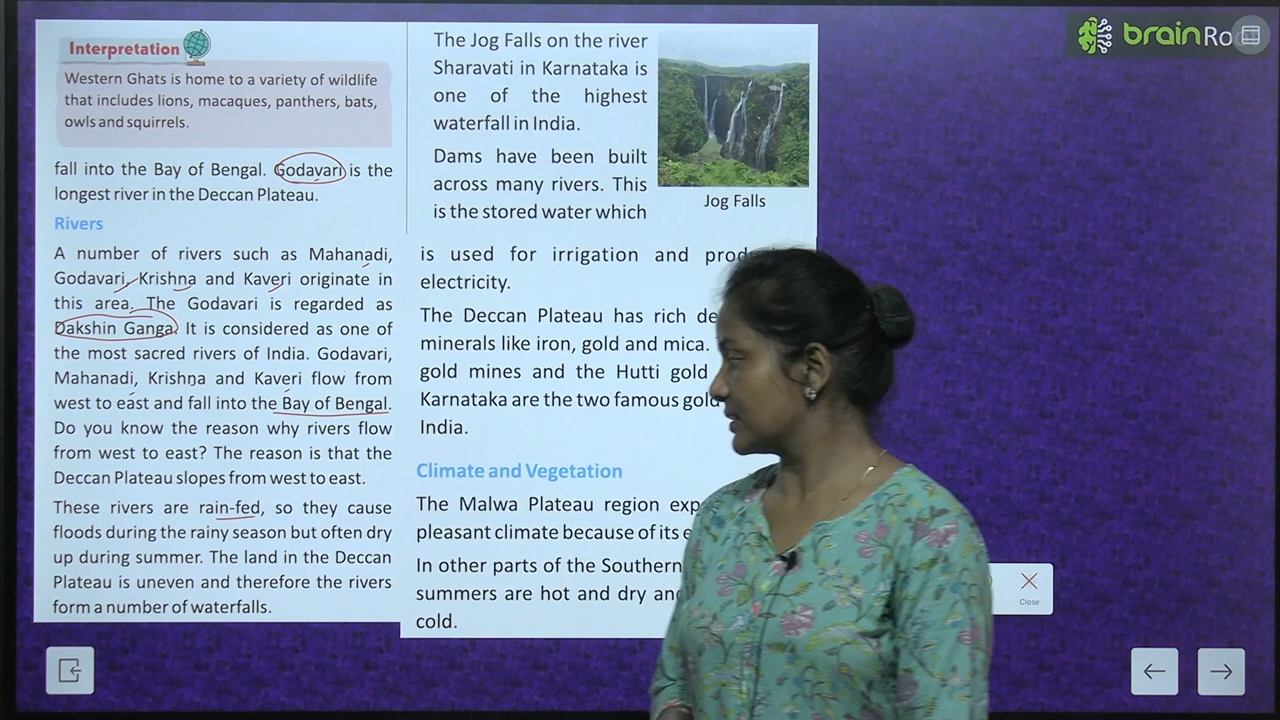 Interpretation
Western Ghats is home to a variety of wildlife
that includes lions, macaques, panthers, bats,
owls and squirrels.
fall into the Bay of Bengal. Godavari is the
longest river in the Deccan Plateau.
Rivers
A number of rivers such as Mahanadi,
Godavari, Krishna and Kaveri originate in
this area. The Godavari is regarded as
Dakshin Ganga. It is considered as one of
the most sacred rivers of India. Godavari,
Mahanadi, Krishna and Kaveri flow from
west to east and fall into the Bay of Bengal.
Do you know the reason why rivers flow
from west to east? The reason is that the
Deccan Plateau slopes from west to east.
These rivers are rain-fed, so they cause
floods during the rainy season but often dry
up during summer. The land in the Deccan
Plateau is uneven and therefore the rivers
form a number of waterfalls.
The Jog Falls on the river
Sharavati in Karnataka is
one of the highest
waterfall in India.
Dams have been built
across many rivers. This
is the stored water which
Jog Falls
is used for irrigation and
electricity.
The Deccan Plateau has rich
minerals like iron, gold and mica.
gold mines and the Hutti gold
Karnataka are the two famous gold
India.
Climate and Vegetation
The Malwa Plateau region
pleasant climate because of its
In other parts of the Southern
summers are hot and dry
cold.
brain
Close